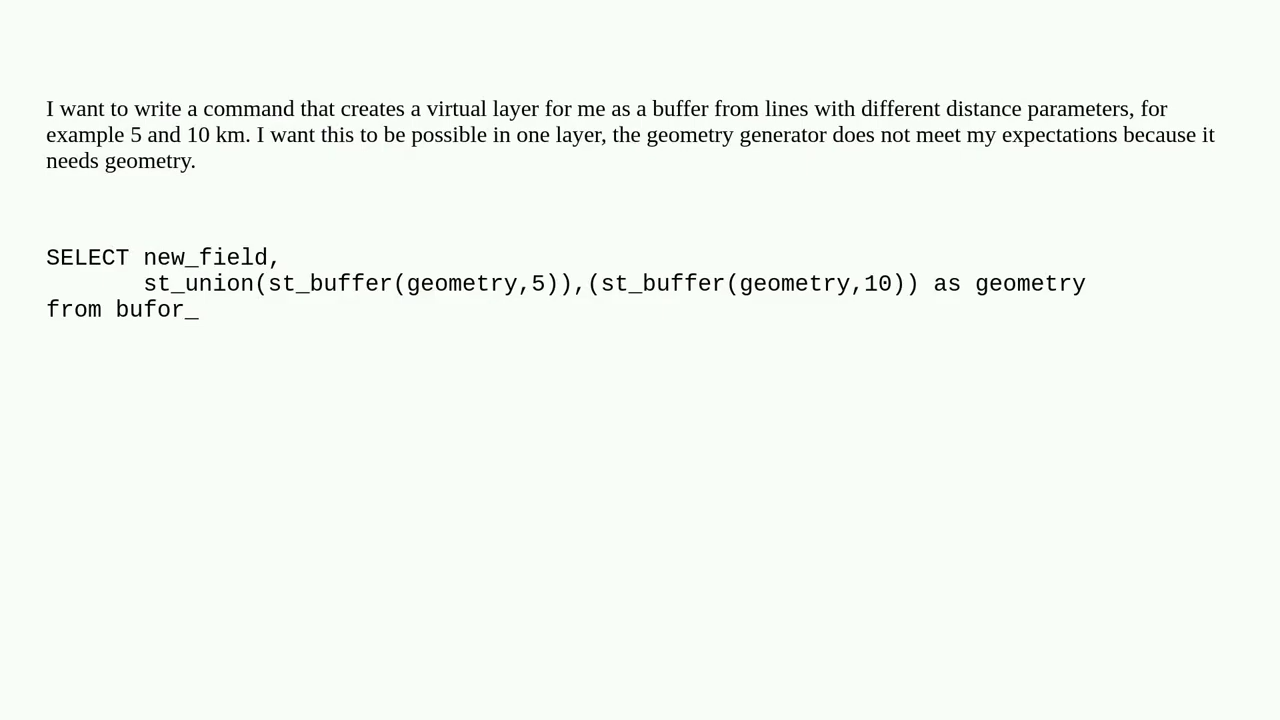 I want to write a command that creates a virtual layer for me as a buffer from lines with different distance parameters, for
example 5 and 10 km. I want this to be possible in one layer, the geometry generator does not meet my expectations because it
needs geometry.
SELECT new_field,
       st_union(st_buffer(geometry,5)),(st_buffer(geometry,10)) as geometry
from bufor_